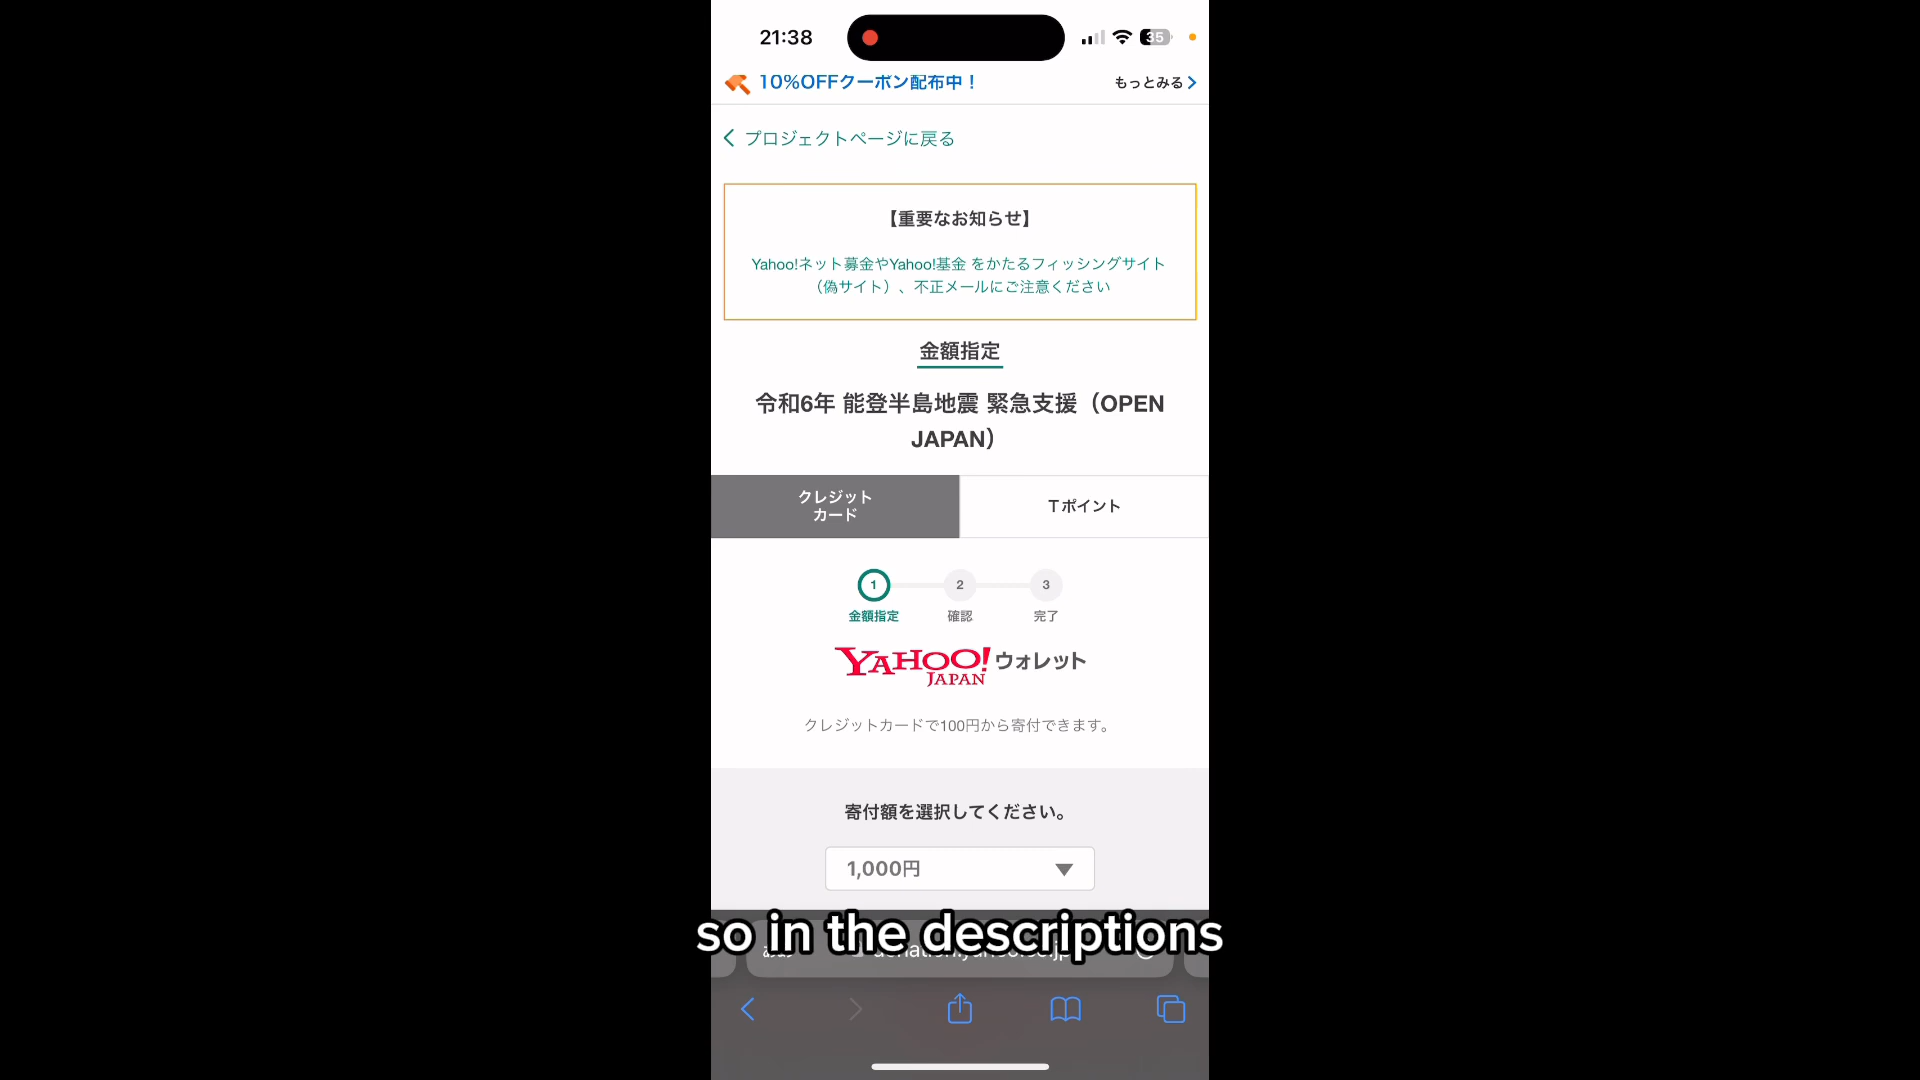 21:38
35
10%OFFクーポン配布中！
もっとみる
プロジェクトページに戻る
【重要なお知らせ】
Yahoo!ネット募金やYahoo!基金 をかたるフィッシングサイト
（偽サイト）、不正メールにご注意ください
金額指定
令和6年 能登半島地震 緊急支援（OPEN
JAPAN）
クレジット
カード
Tポイント
1 2 3
金額指定 確認 完了
YAHOO! ウォレット
JAPAN
クレジットカードで100円から寄付できます。
寄付額を選択してください。
1,000円
so in the descriptions